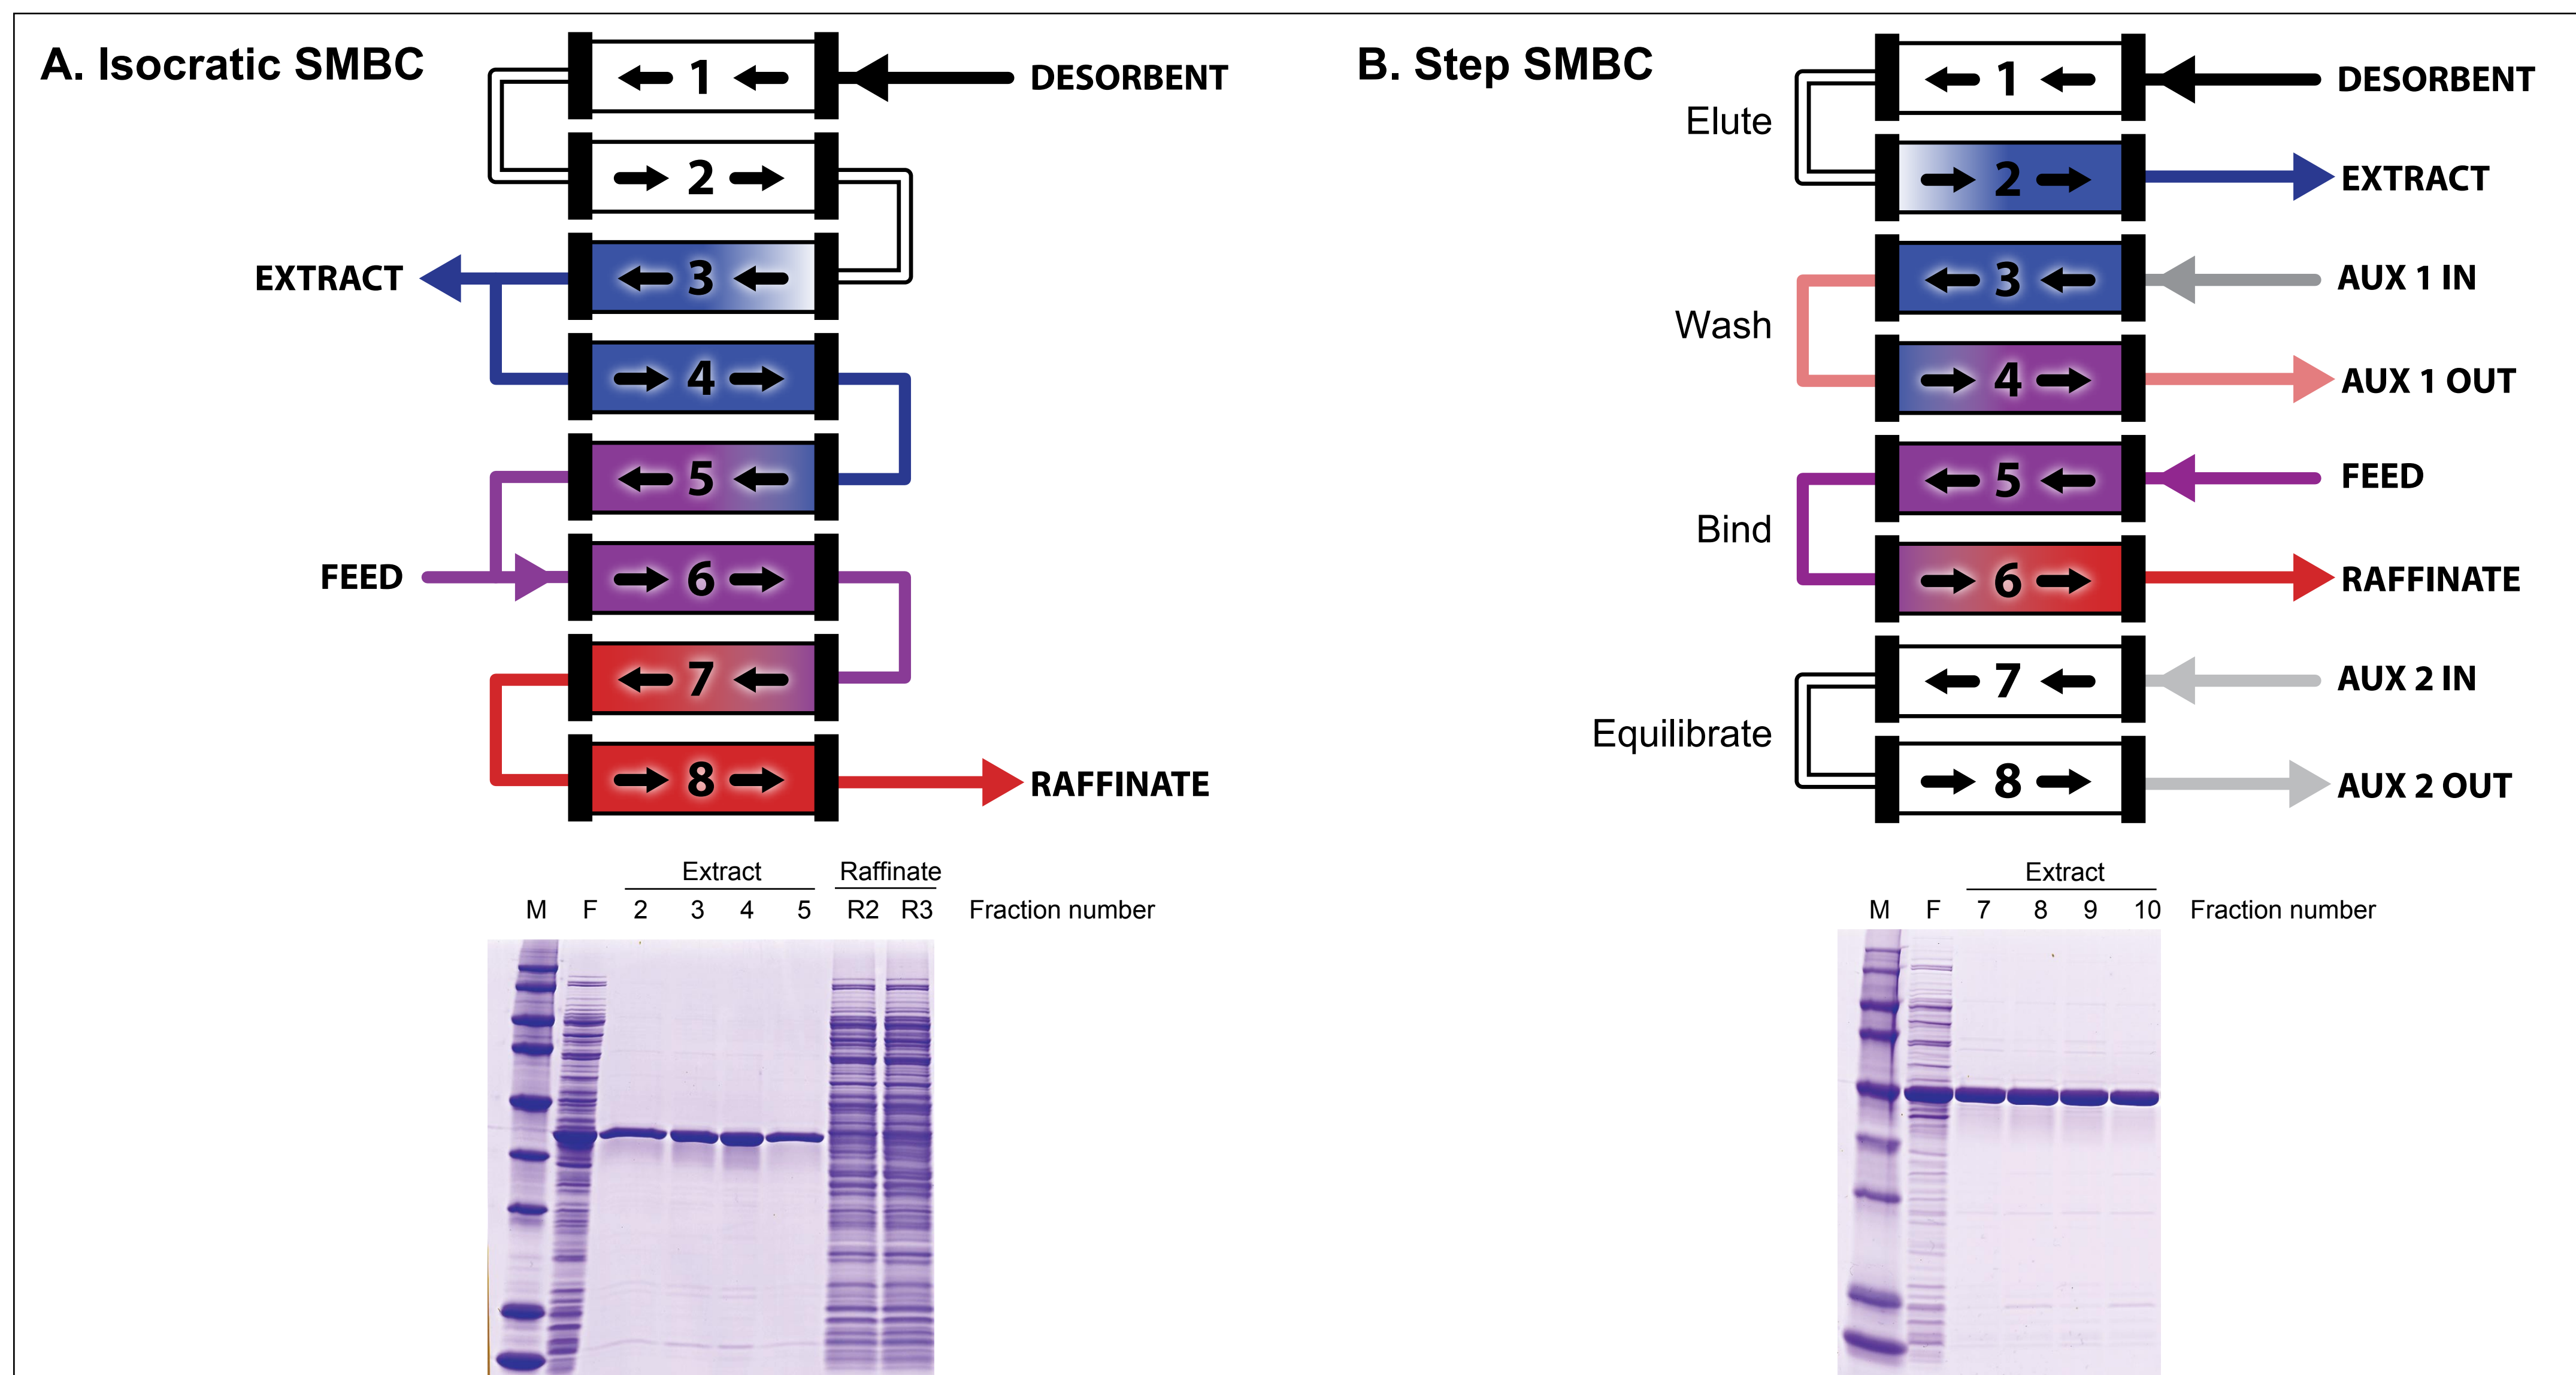 A. Isocratic SMBC
1
DESORBENT
2
EXTRACT
3
4
5
FEED
6
7
8
RAFFINATE
Extract
Raffinate
M F 2 3 4 5 R2 R3 Fraction number
B. Step SMBC
1
DESORBENT
Elute
2
EXTRACT
3
AUX 1 IN
Wash
4
AUX 1 OUT
5
FEED
Bind
6
RAFFINATE
7
AUX 2 IN
Equilibrate
8
AUX 2 OUT
Extract
M F 7 8 9 10 Fraction number